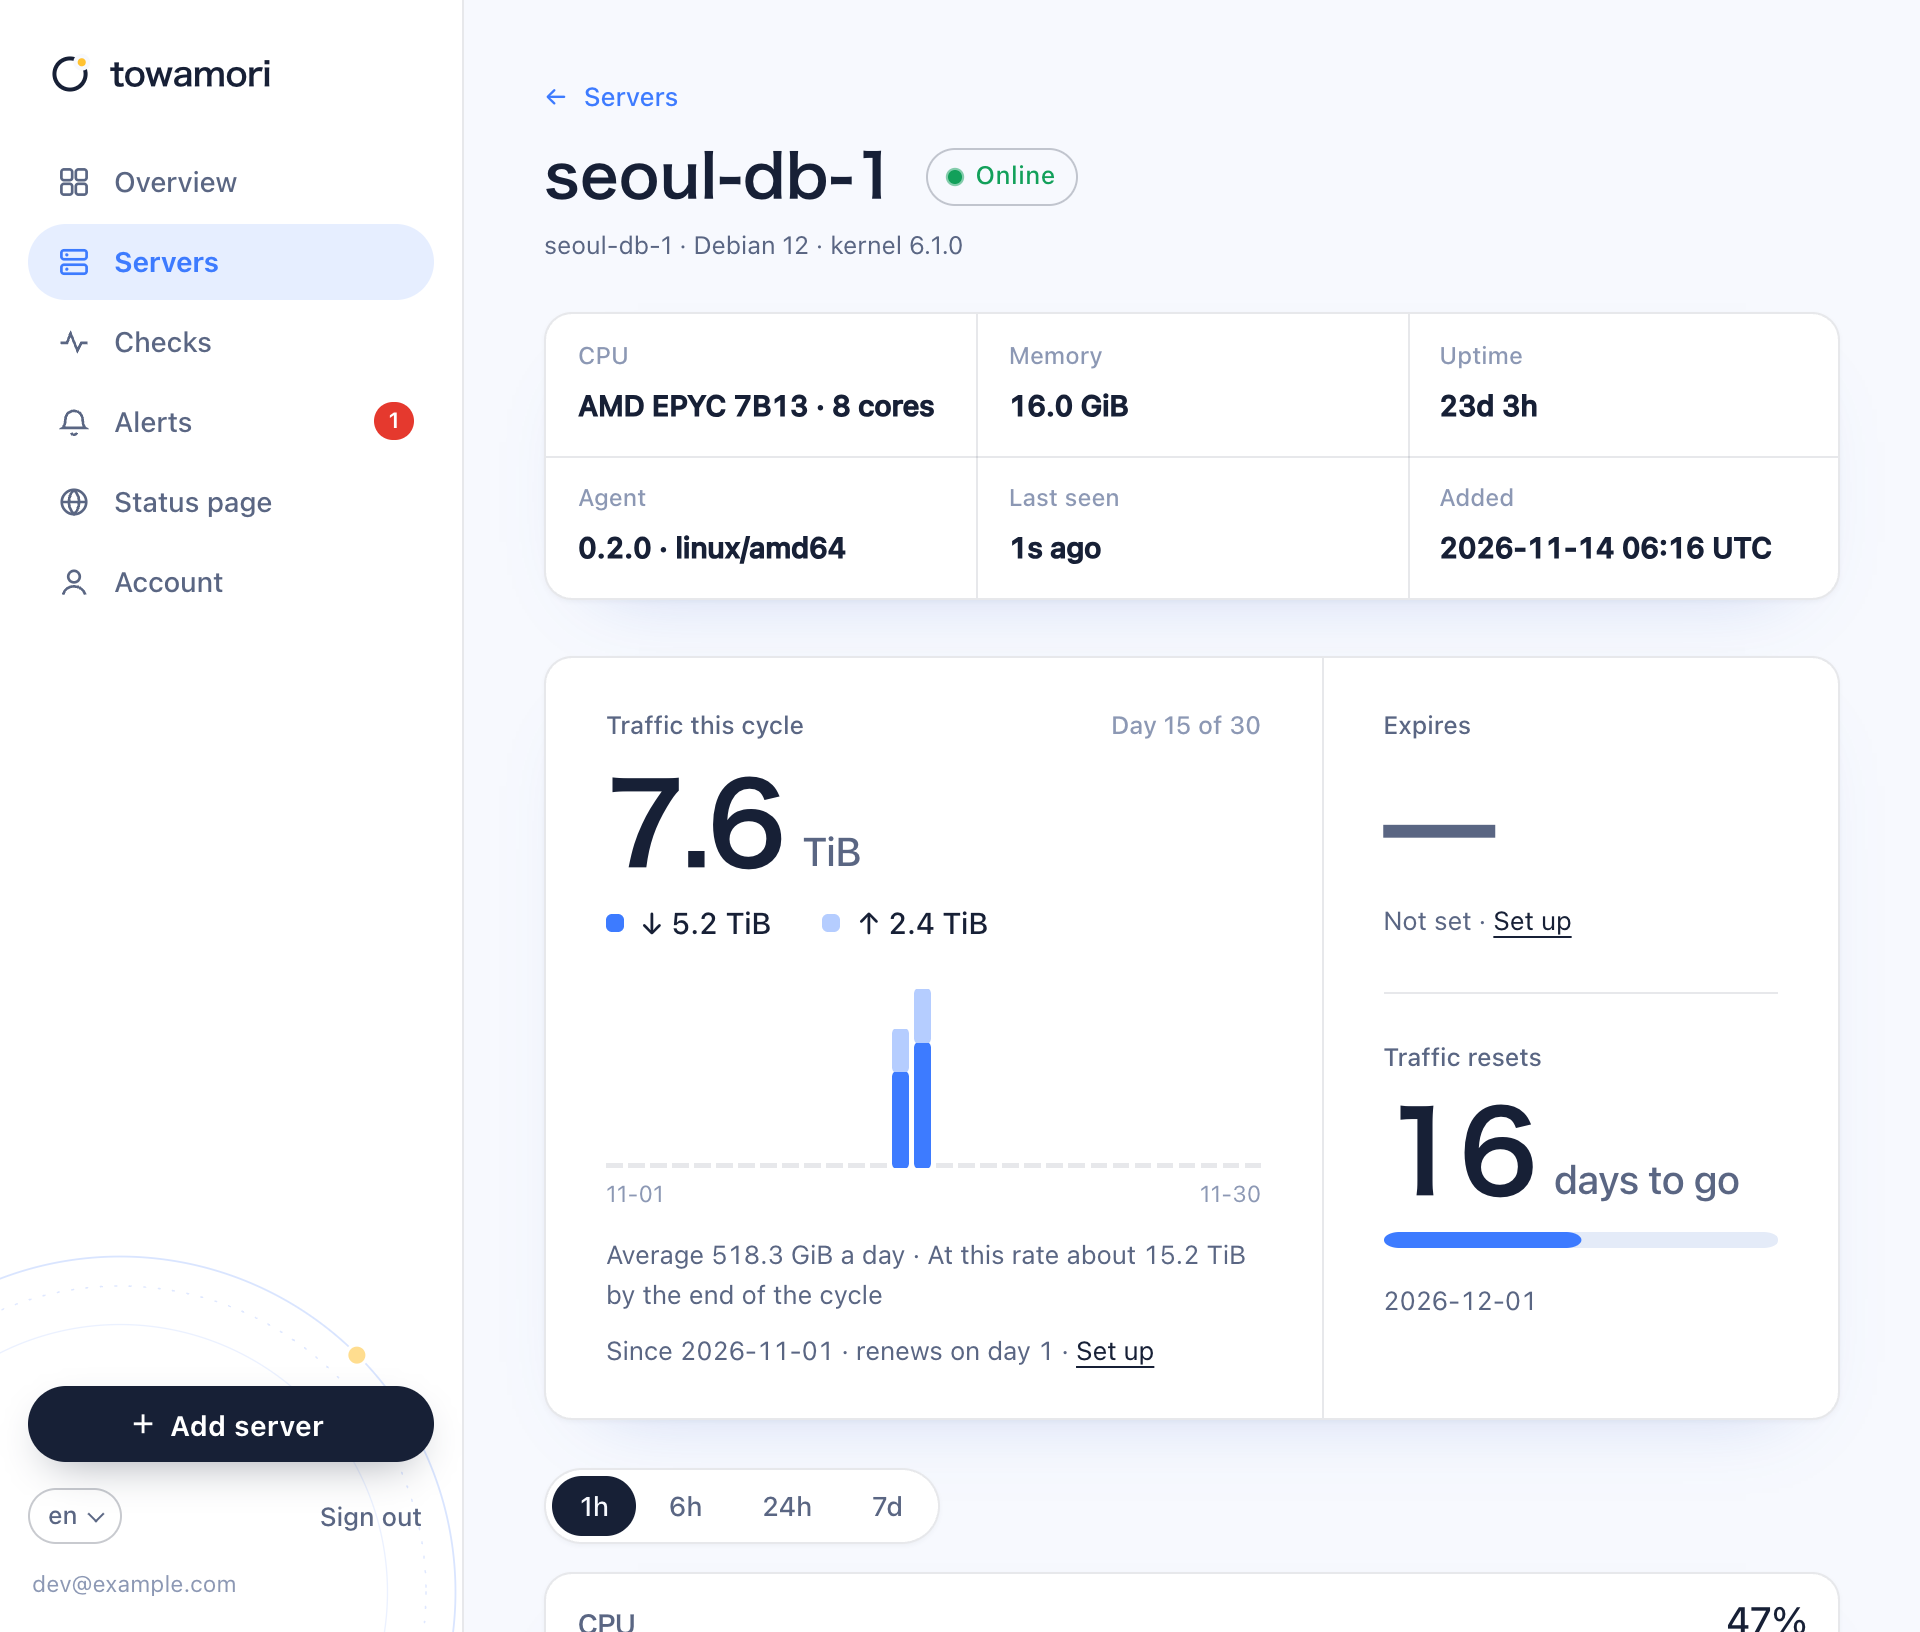 towamori
Overview
Servers
Checks
Alerts 1
Status page
Account
+ Add server
en
Sign out
dev@example.com
← Servers
seoul-db-1
Online
seoul-db-1 · Debian 12 · kernel 6.1.0
CPU
AMD EPYC 7B13 · 8 cores
Memory
16.0 GiB
Uptime
23d 3h
Agent
0.2.0 · linux/amd64
Last seen
1s ago
Added
2026-11-14 06:16 UTC
Traffic this cycle
Day 15 of 30
7.6 TiB
↓ 5.2 TiB
↑ 2.4 TiB
11-01
11-30
Average 518.3 GiB a day · At this rate about 15.2 TiB
by the end of the cycle
Since 2026-11-01 · renews on day 1 · Set up
Expires
—
Not set · Set up
Traffic resets
16 days to go
2026-12-01
1h
6h
24h
7d
CPU
47%